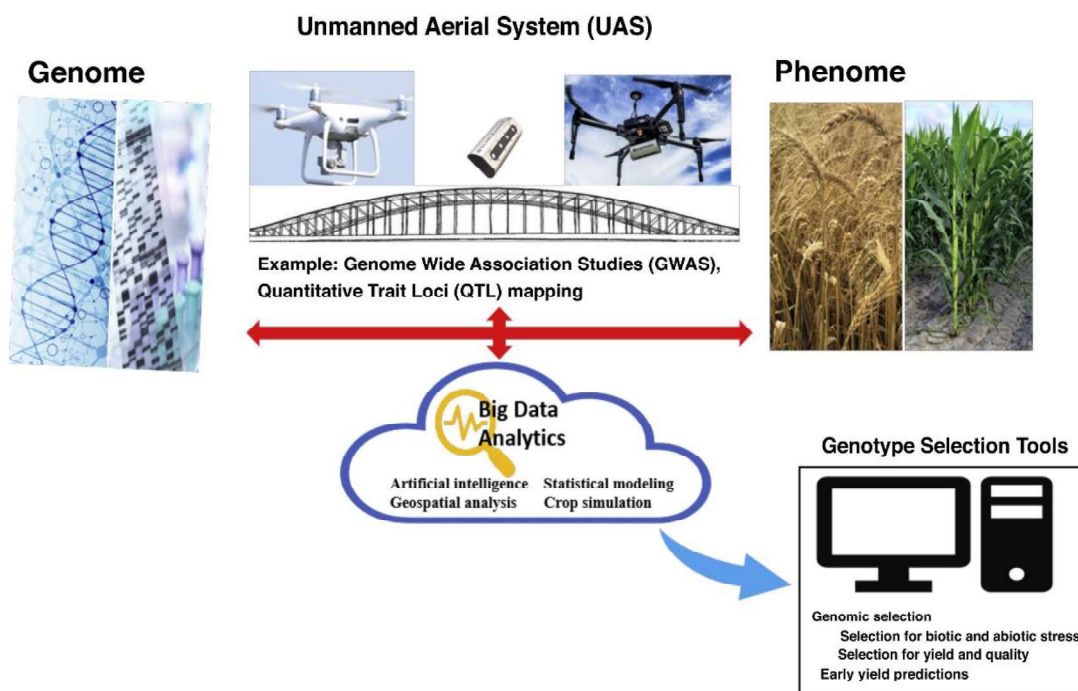 Unmanned Aerial System (UAS)
Genome
Phenome
Example: Genome Wide Association Studies (GWAS),
Quantitative Trait Loci (QTL) mapping
Big Data
Analytics
Artificial intelligence Statistical modeling
Geospatial analysis Crop simulation
Genotype Selection Tools
Genomic selection
Selection for biotic and abiotic stress
Selection for yield and quality
Early yield predictions